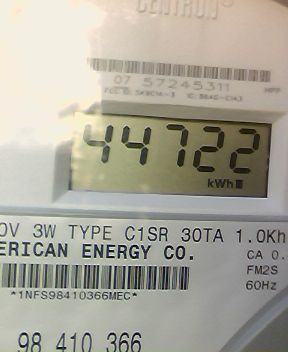 CENTRON®
07 57245311
44722
kWh
0V 3W TYPE C1SR 30TA 1.0Kh
ERICAN ENERGY CO.
CA 0.
FM2S
60Hz
*1NFS98410366MEC*
98 410 366